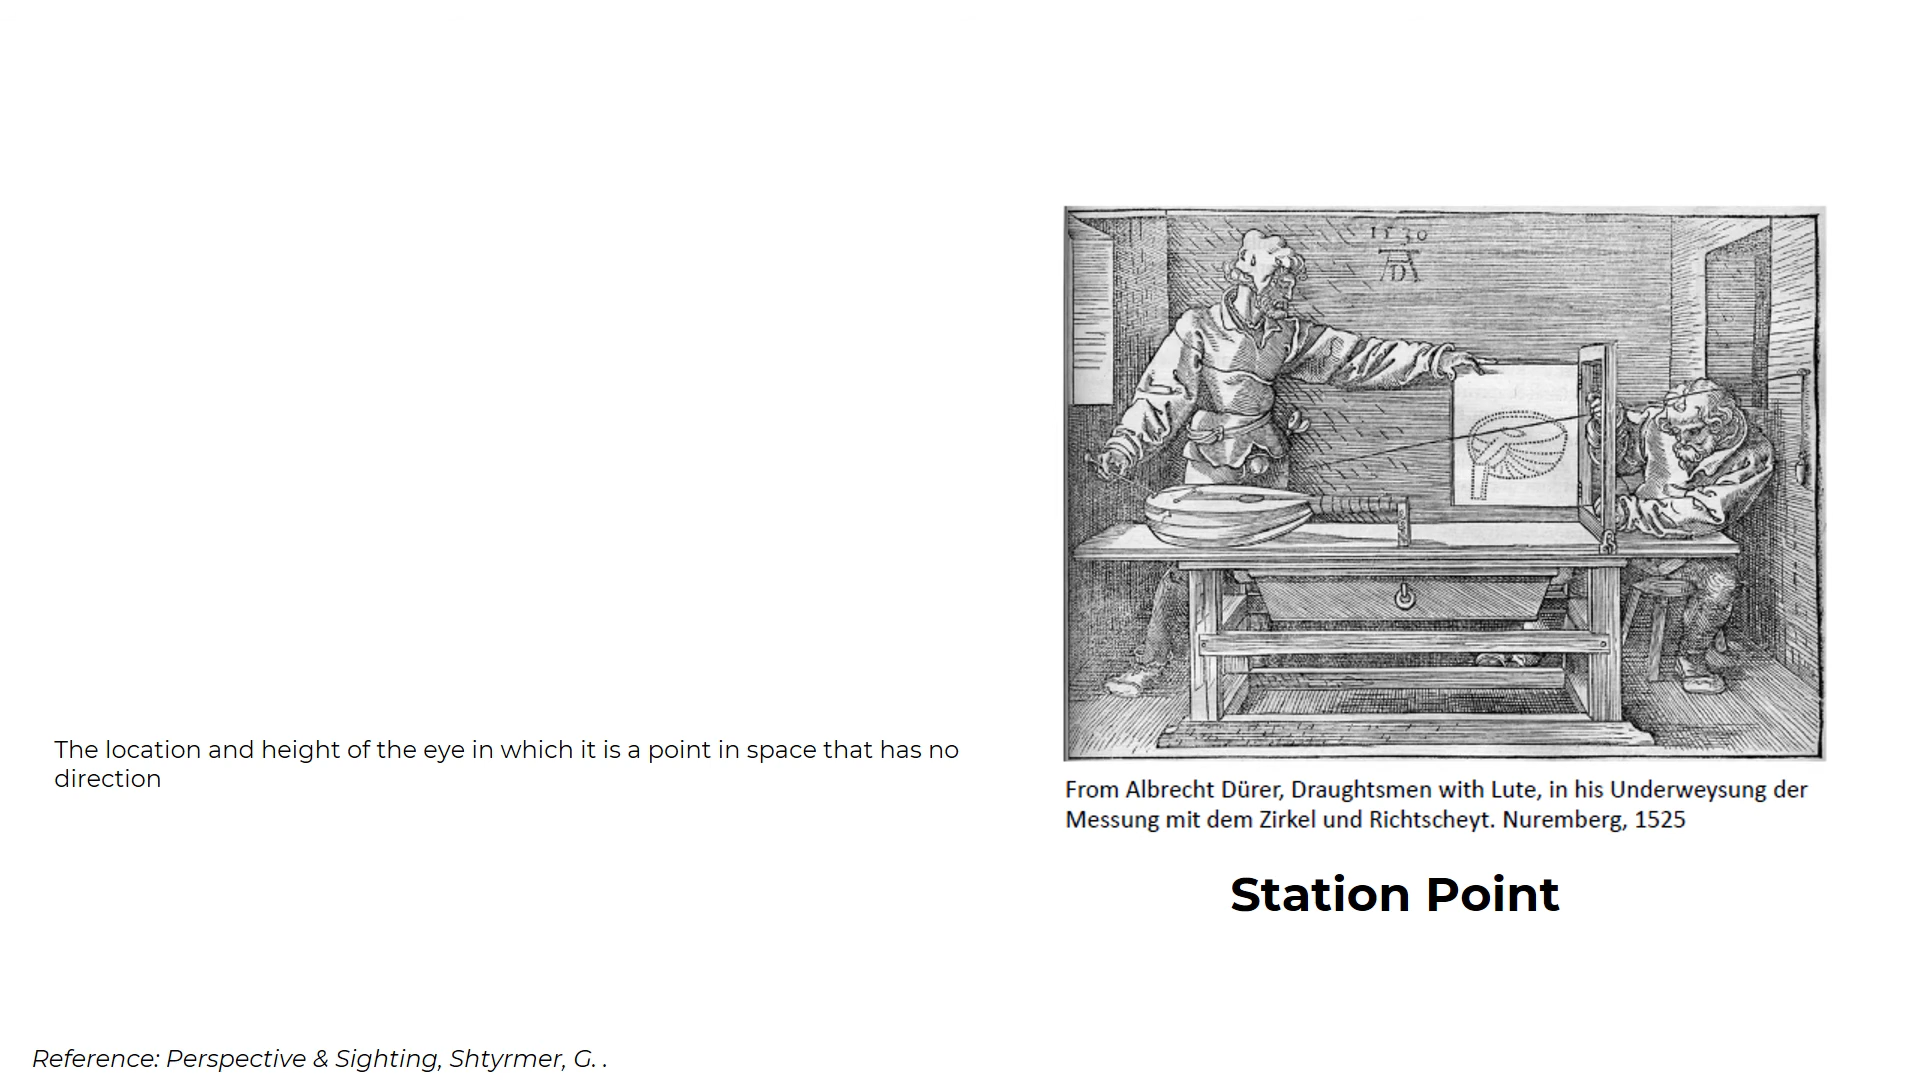 1530
AD
The location and height of the eye in which it is a point in space that has no
direction
From Albrecht Dürer, Draughtsmen with Lute, in his Underweysung der
Messung mit dem Zirkel und Richtscheyt. Nuremberg, 1525
Station Point
Reference: Perspective & Sighting, Shtyrmer, G. .